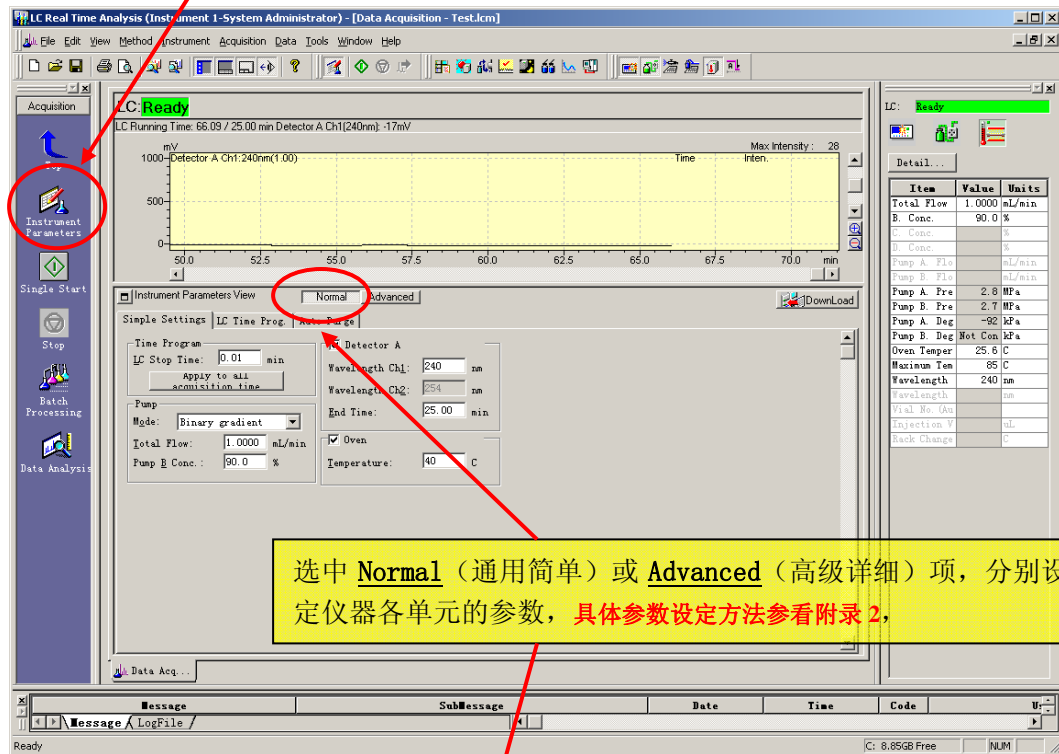 LC Real Time Analysis (Instrument 1-System Administrator) - [Data Acquisition - Test.lcm]
File Edit View Method Instrument Acquisition Data Tools Window Help
Acquisition
Top
Instrument
Parameters
Single Start
Stop
Batch
Processing
Data Analysis
LC:Ready
LC Running Time: 66.09 / 25.00 min Detector A Ch1(240nm): -17mV
mV
Max Intensity : 28
1000
Detector A Ch1:240nm(1.00)
Time Inten.
500
0
50.0 52.5 55.0 57.5 60.0 62.5 65.0 67.5 70.0 min
Instrument Parameters View Normal Advanced DownLoad
Simple Settings LC Time Prog. Auto Purge
Time Program
LC Stop Time: 0.01 min
Apply to all
acquisition time
Pump
Mode: Binary gradient
Total Flow: 1.0000 mL/min
Pump B Conc.: 90.0 %
Detector A
Wavelength Ch1: 240 nm
Wavelength Ch2: 254 nm
End Time: 25.00 min
Oven
Temperature: 40 C
选中 Normal（通用简单）或 Advanced（高级详细）项，分别设
定仪器各单元的参数，具体参数设定方法参看附录 2，
Data Acq...
LC: Ready
Detail...
Item Value Units
Total Flow 1.0000 mL/min
B. Conc. 90.0 %
C. Conc. %
D. Conc. %
Pump A. Flo mL/min
Pump B. Flo mL/min
Pump A. Pre 2.8 MPa
Pump B. Pre 2.7 MPa
Pump A. Deg -92 kPa
Pump B. Deg Not Con kPa
Oven Temper 25.6 C
Maximum Tem 85 C
Wavelength 240 nm
Wavelength nm
Vial No. (Au
Injection V uL
Rack Change C
Message SubMessage Date Time Code
Message LogFile
Ready C: 8.85GB Free NUM